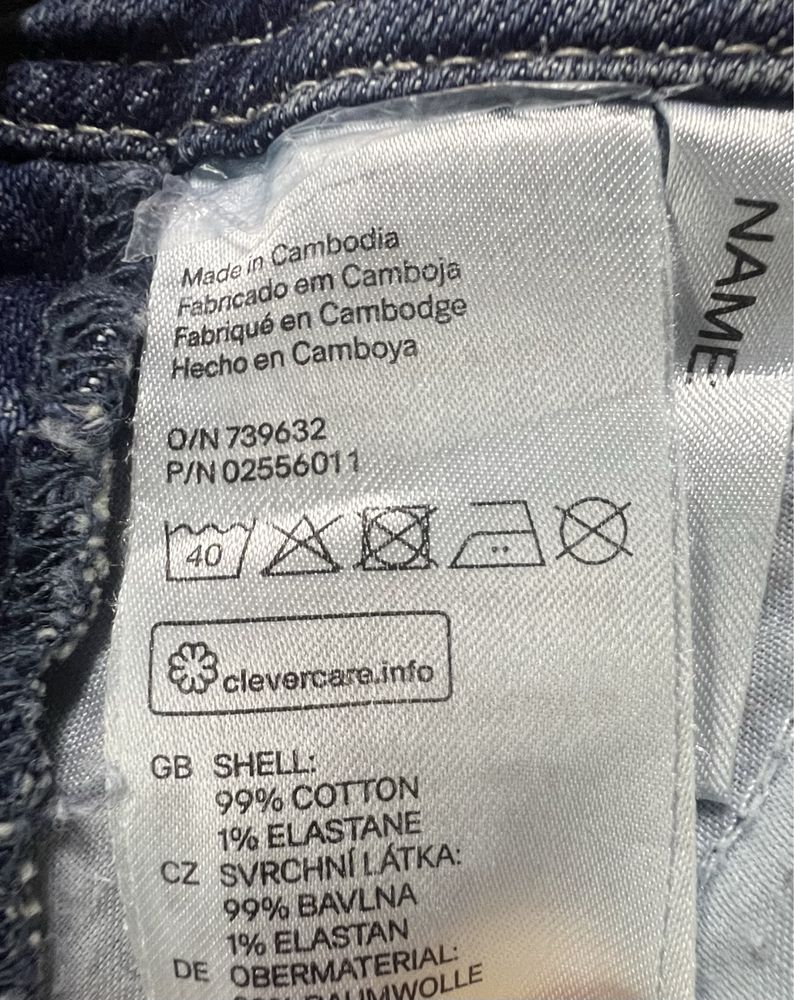 Made in Cambodia
Fabricado em Camboja
Fabriqué en Cambodge
Hecho en Camboya
O/N 739632
P/N 02556011
40
clevercare.info
GB SHELL:
99% COTTON
1% ELASTANE
CZ SVRCHNÍ LÁTKA:
99% BAVLNA
1% ELASTAN
DE OBERMATERIAL:
BAUMWOLLE
NAME: